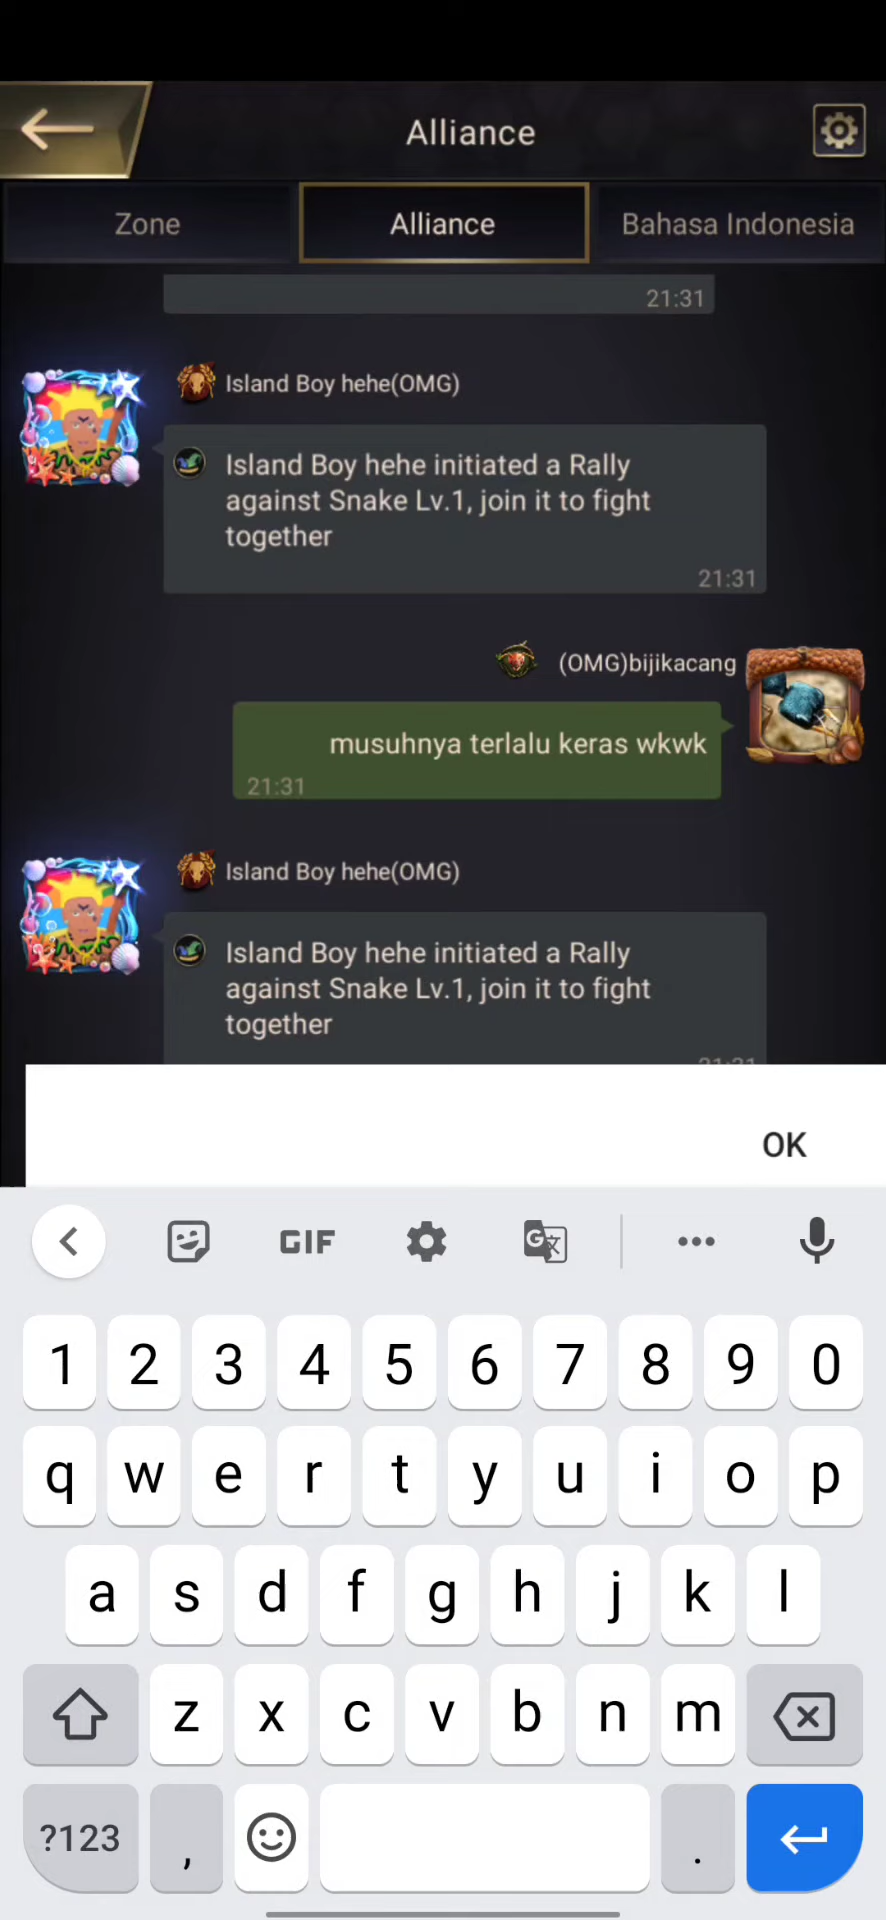 Alliance
Zone
Alliance
Bahasa Indonesia
21:31
Island Boy hehe(OMG)
Island Boy hehe initiated a Rally
against Snake Lv.1, join it to fight
together
21:31
(OMG)bijikacang
musuhnya terlalu keras wkwk
21:31
Island Boy hehe(OMG)
Island Boy hehe initiated a Rally
against Snake Lv.1, join it to fight
together
21:31
OK
GIF
1 2 3 4 5 6 7 8 9 0
q w e r t y u i o p
a s d f g h j k l
z x c v b n m
?123 , .